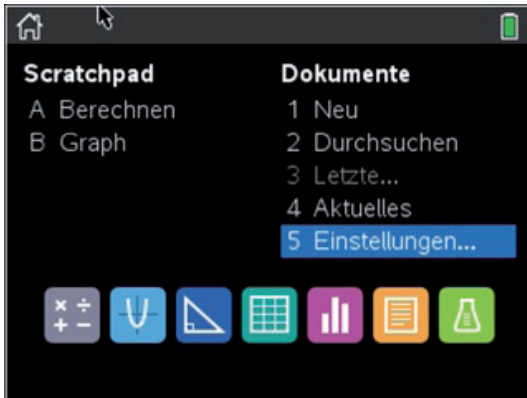 Scratchpad
A Berechnen
B Graph
Dokumente
1 Neu
2 Durchsuchen
3 Letzte...
4 Aktuelles
5 Einstellungen...